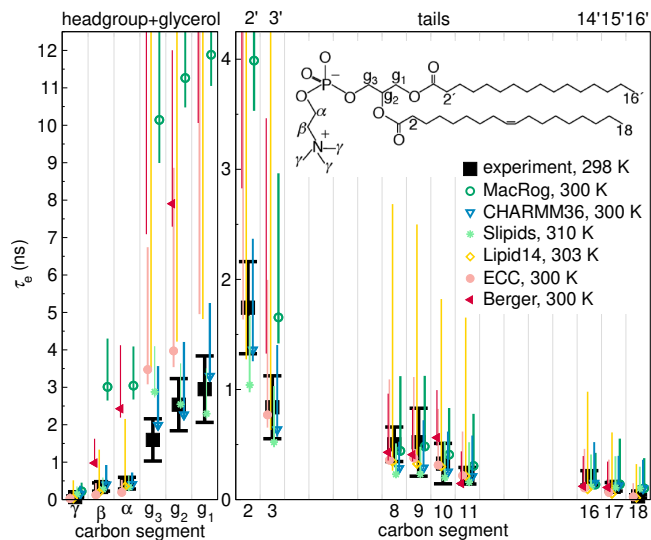 headgroup+glycerol 2' 3' tails 14'15'16'
τe (ns)
12
11
10
9
8
7
6
5
4
3
2
1
0
γ β α g3 g2 g1
carbon segment
4
3
2
1
0
2 3 8 9 10 11 16 17 18
carbon segment carbon segment
O O −
P
O O g3 g1 O O
g2 2´ 16´
α O O
β 2 18
N +
γ γ γ
experiment, 298 K
MacRog, 300 K
CHARMM36, 300 K
Slipids, 310 K
Lipid14, 303 K
ECC, 300 K
Berger, 300 K